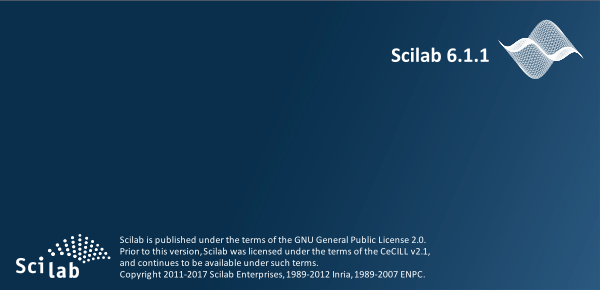 Scilab 6.1.1
Scilab
Scilab is published under the terms of the GNU General Public License 2.0.
Prior to this version, Scilab was licensed under the terms of the CeCILL v2.1,
and continues to be available under such terms.
Copyright 2011-2017 Scilab Enterprises, 1989-2012 Inria, 1989-2007 ENPC.